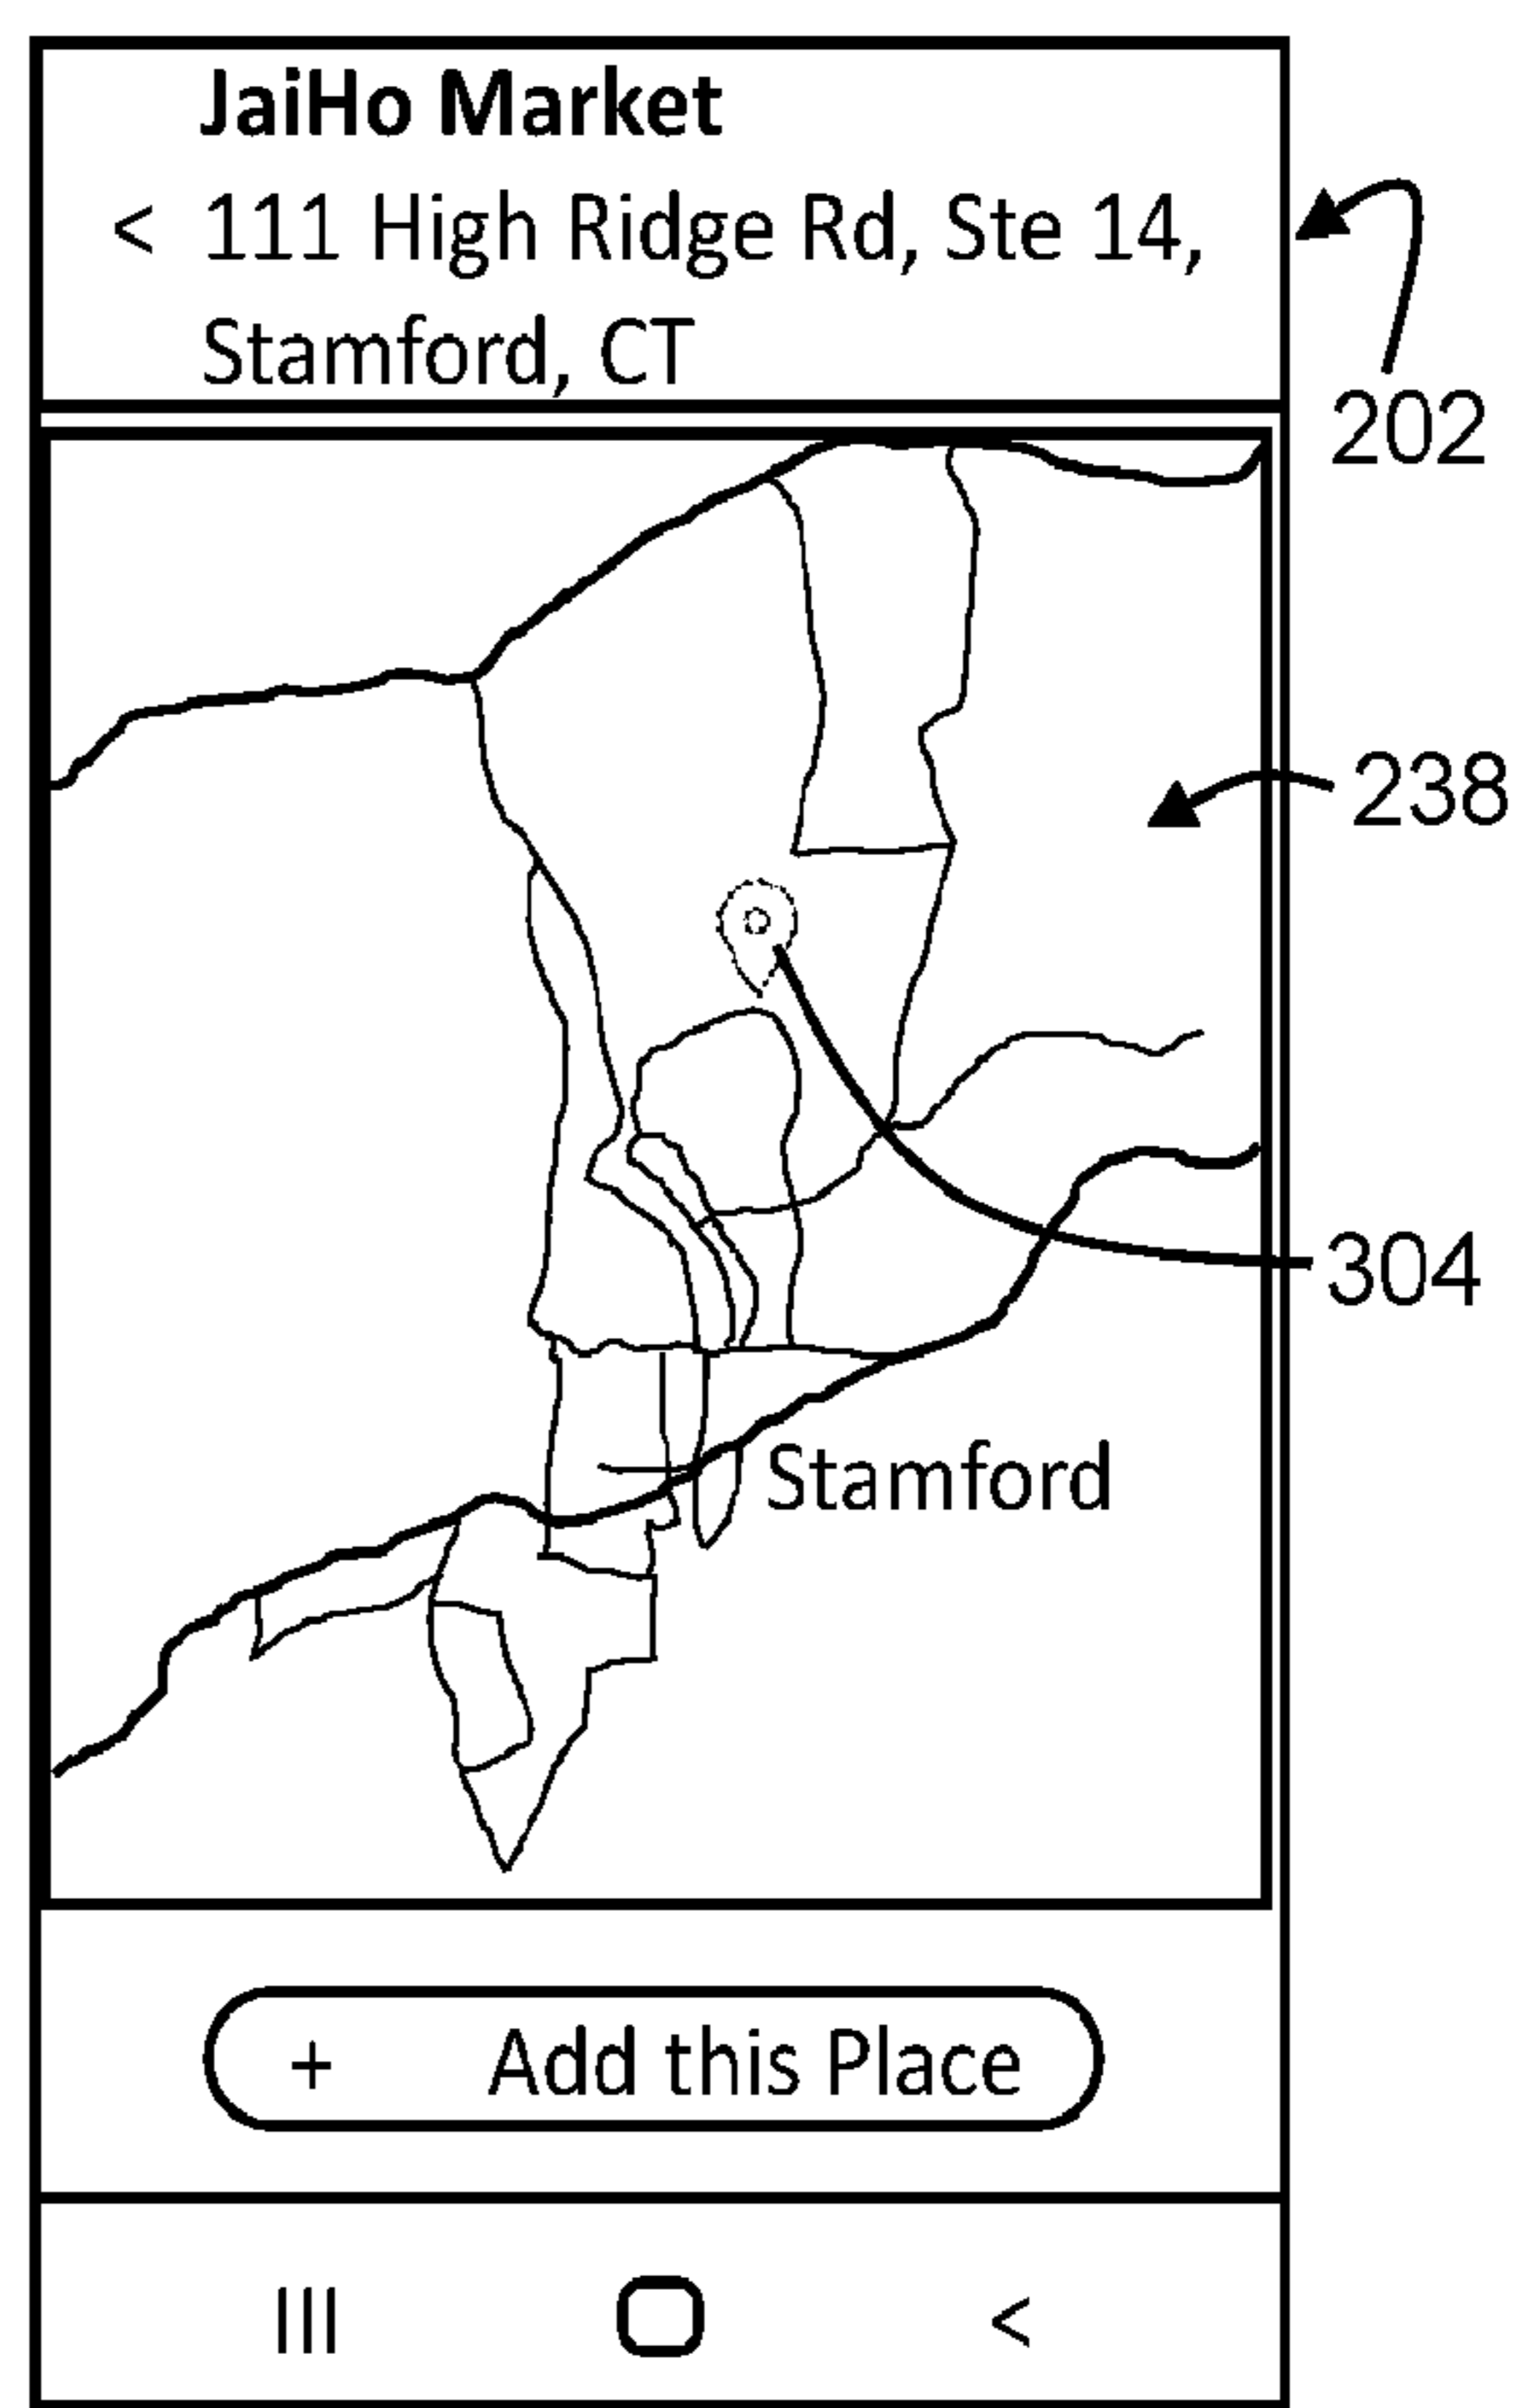 JaiHo Market
< 111 High Ridge Rd, Ste 14,
Stamford, CT
202
238
304
Stamford
+ Add this Place
III <